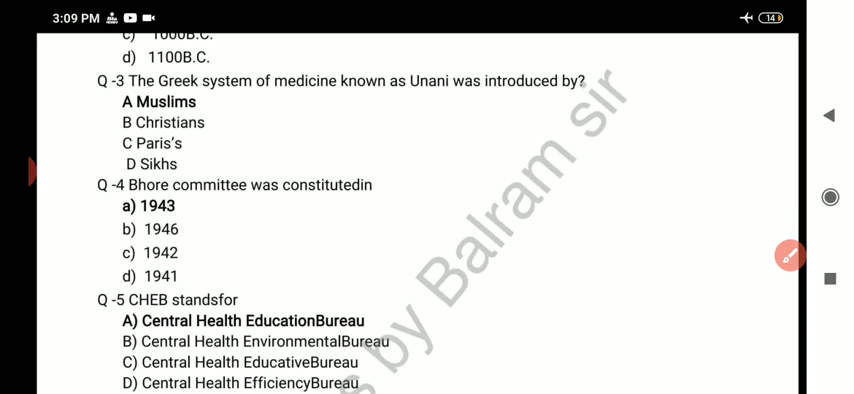 3:09 PM
14
c) 1000B.C.
d) 1100B.C.
Q -3 The Greek system of medicine known as Unani was introduced by?
A Muslims
B Christians
C Paris's
D Sikhs
Q -4 Bhore committee was constitutedin
a) 1943
b) 1946
c) 1942
d) 1941
Q -5 CHEB standsfor
A) Central Health EducationBureau
B) Central Health EnvironmentalBureau
C) Central Health EducativeBureau
D) Central Health EfficiencyBureau
by Balram sir